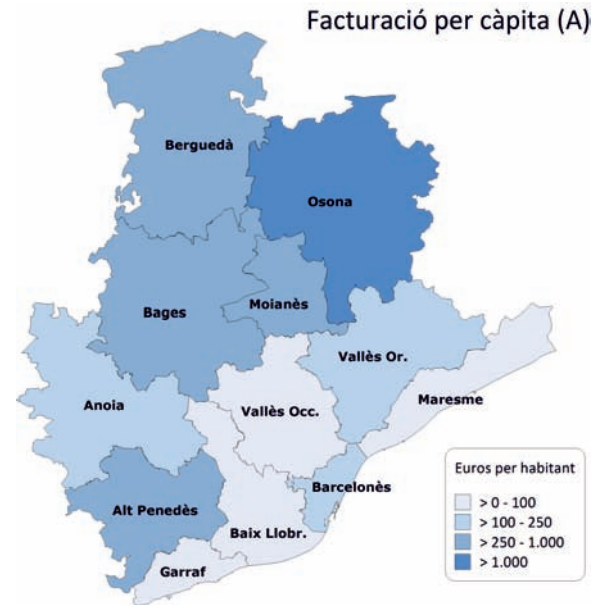 Facturació per càpita (A)
Berguedà
Osona
Moianès
Bages
Vallès Or.
Anoia
Vallès Occ.
Maresme
Barcelonès
Alt Penedès
Baix Llobr.
Garraf
Euros per habitant
> 0 - 100
> 100 - 250
> 250 - 1.000
> 1.000